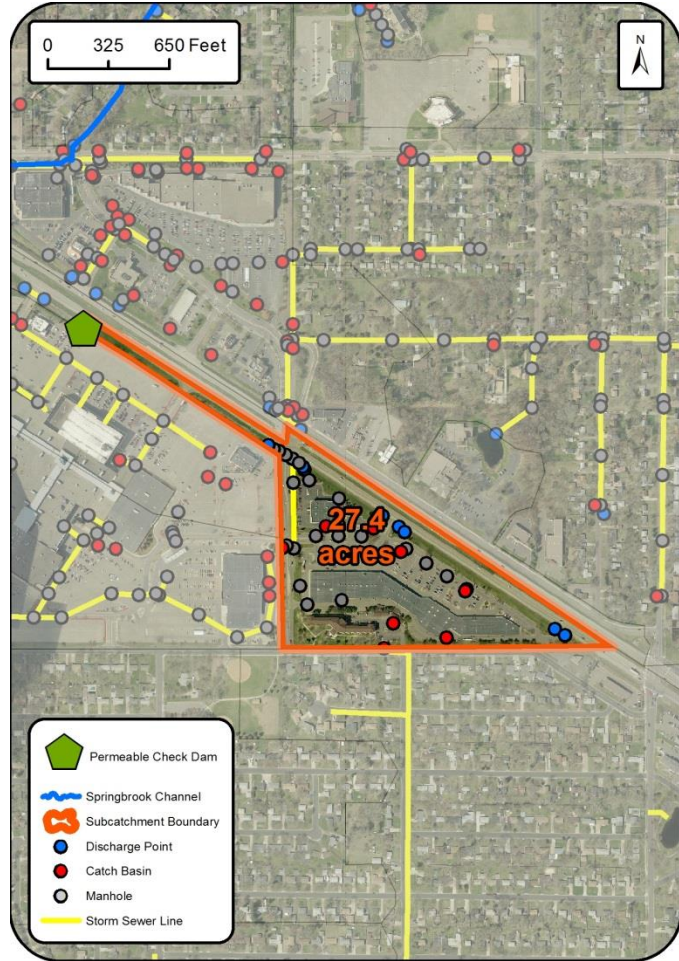 0 325 650 Feet
N
27.4
acres
Permeable Check Dam
Springbrook Channel
Subcatchment Boundary
Discharge Point
Catch Basin
Manhole
Storm Sewer Line